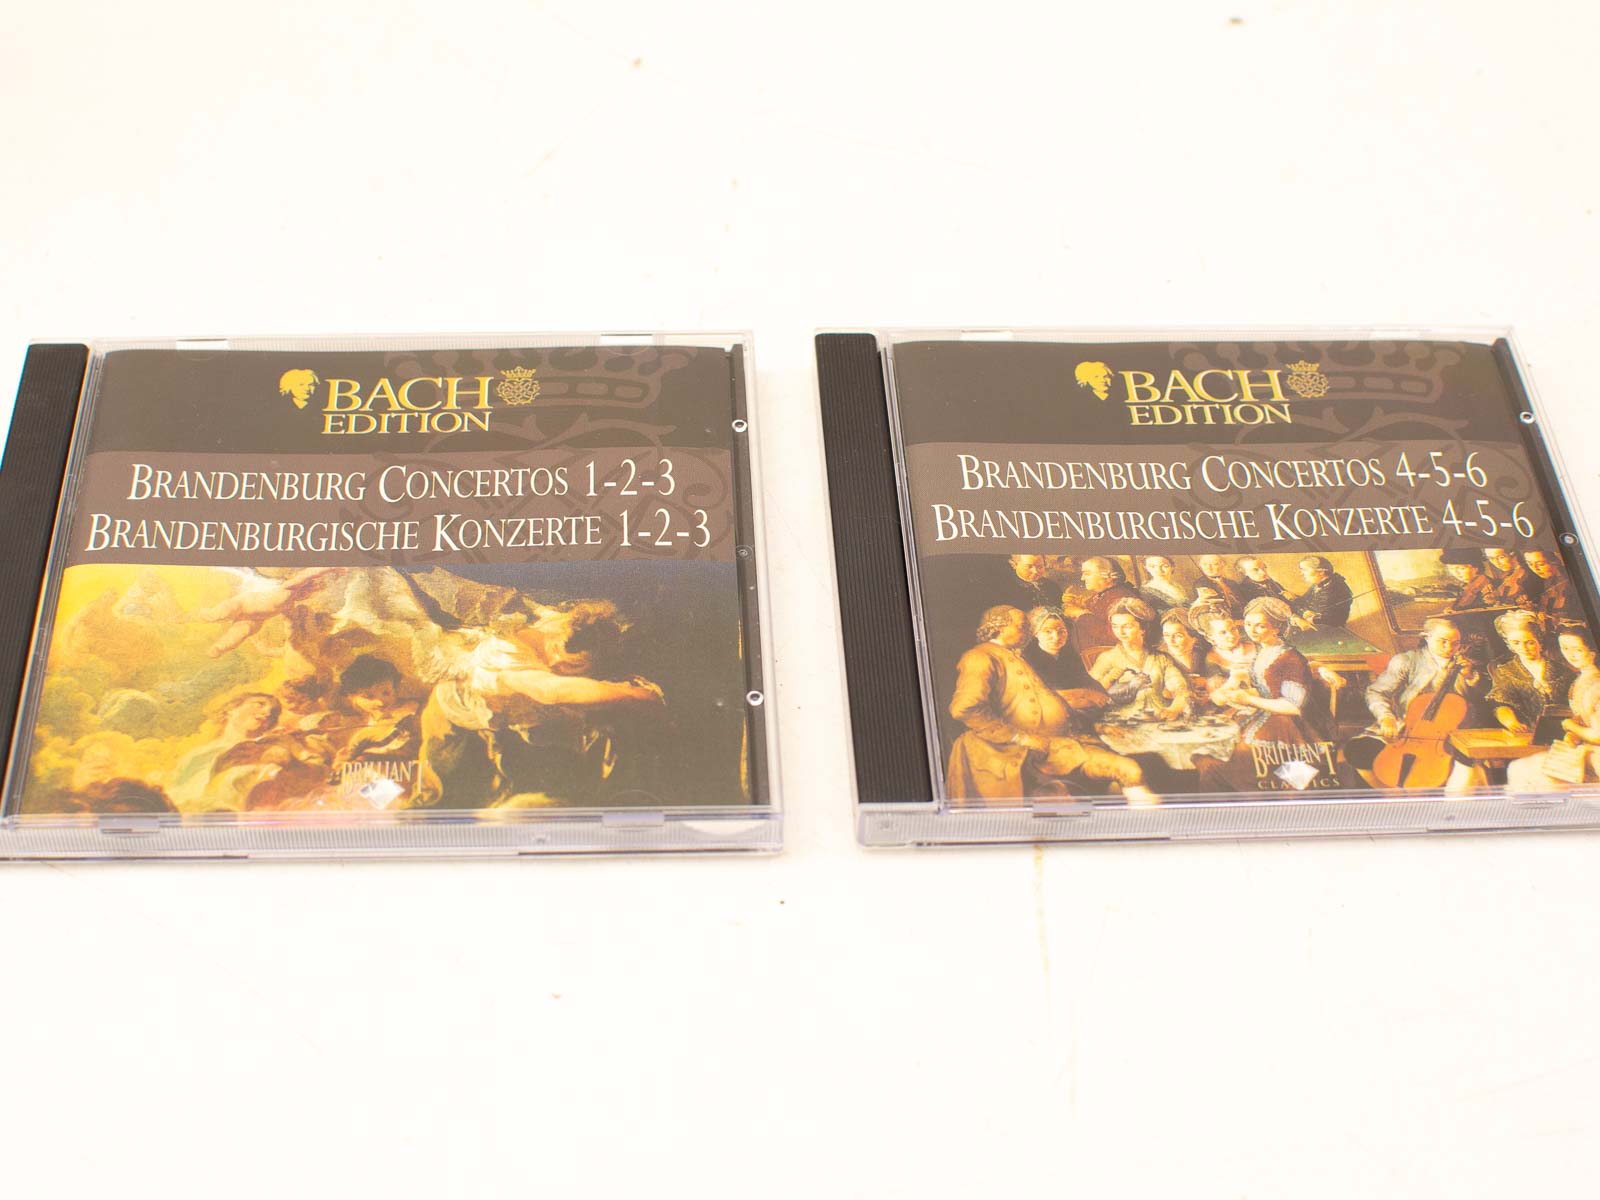 BACH
EDITION
BRANDENBURG CONCERTOS 1-2-3
BRANDENBURGISCHE KONZERTE 1-2-3
BRILLIANT
BACH
EDITION
BRANDENBURG CONCERTOS 4-5-6
BRANDENBURGISCHE KONZERTE 4-5-6
BRILLIANT
CLASSICS